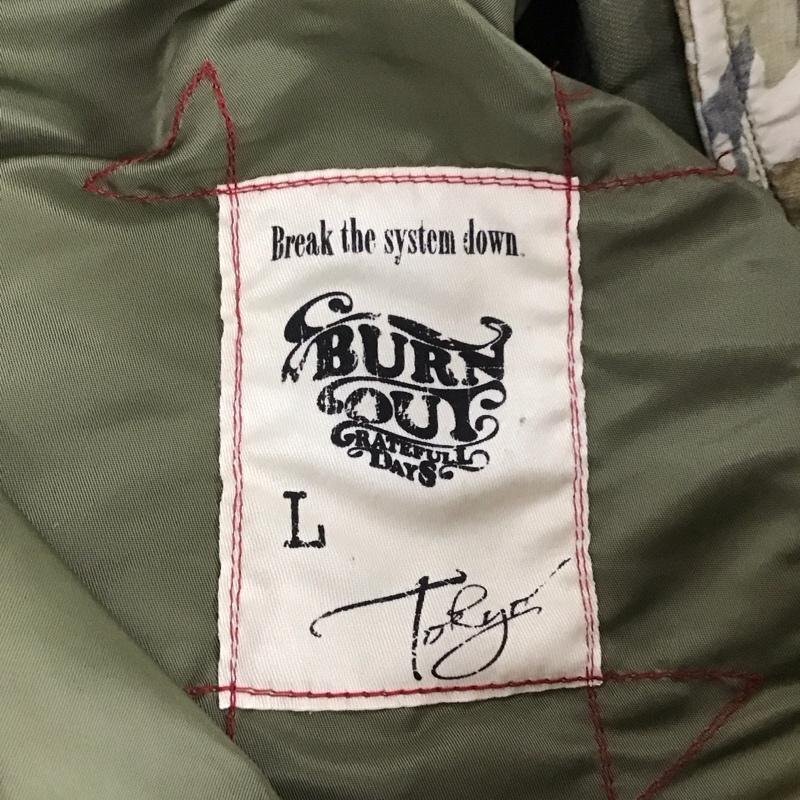 Break the system down.
BURN
OUT
GRATEFULL
DAYS
L
Tokyo